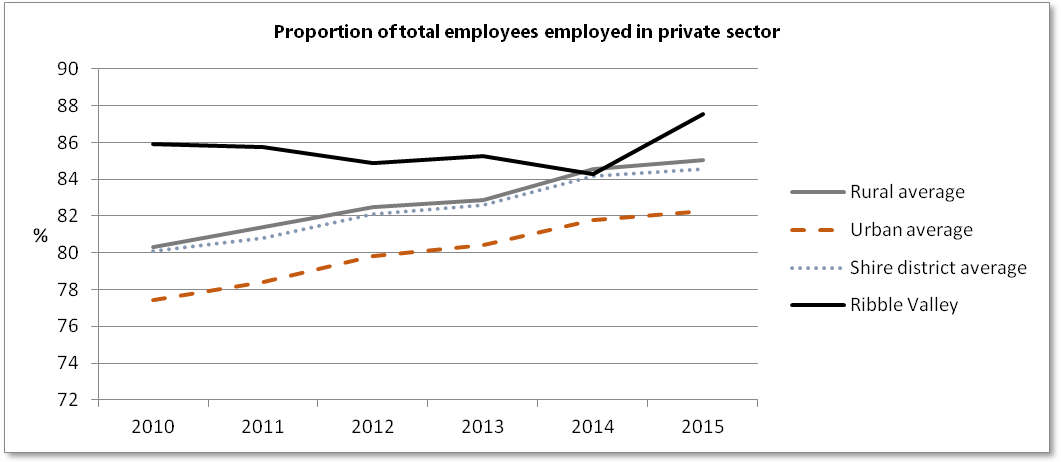 Proportion of total employees employed in private sector
90
88
86
84
82
80
78
76
74
72
%
2010 2011 2012 2013 2014 2015
Rural average
Urban average
Shire district average
Ribble Valley